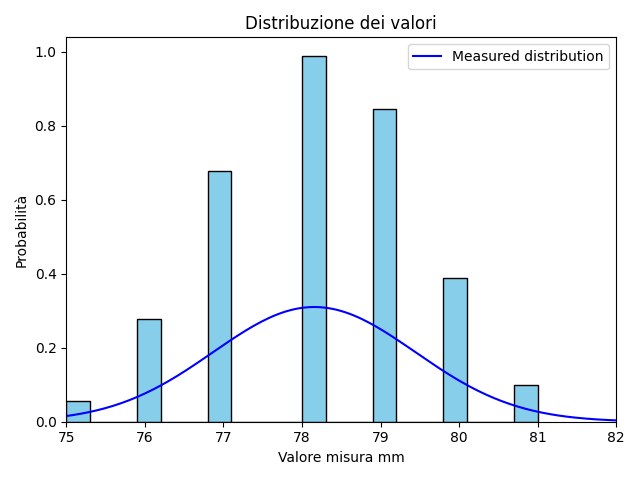 Distribuzione dei valori
Measured distribution
Probabilità
1.0
0.8
0.6
0.4
0.2
0.0
75 76 77 78 79 80 81 82
Valore misura mm